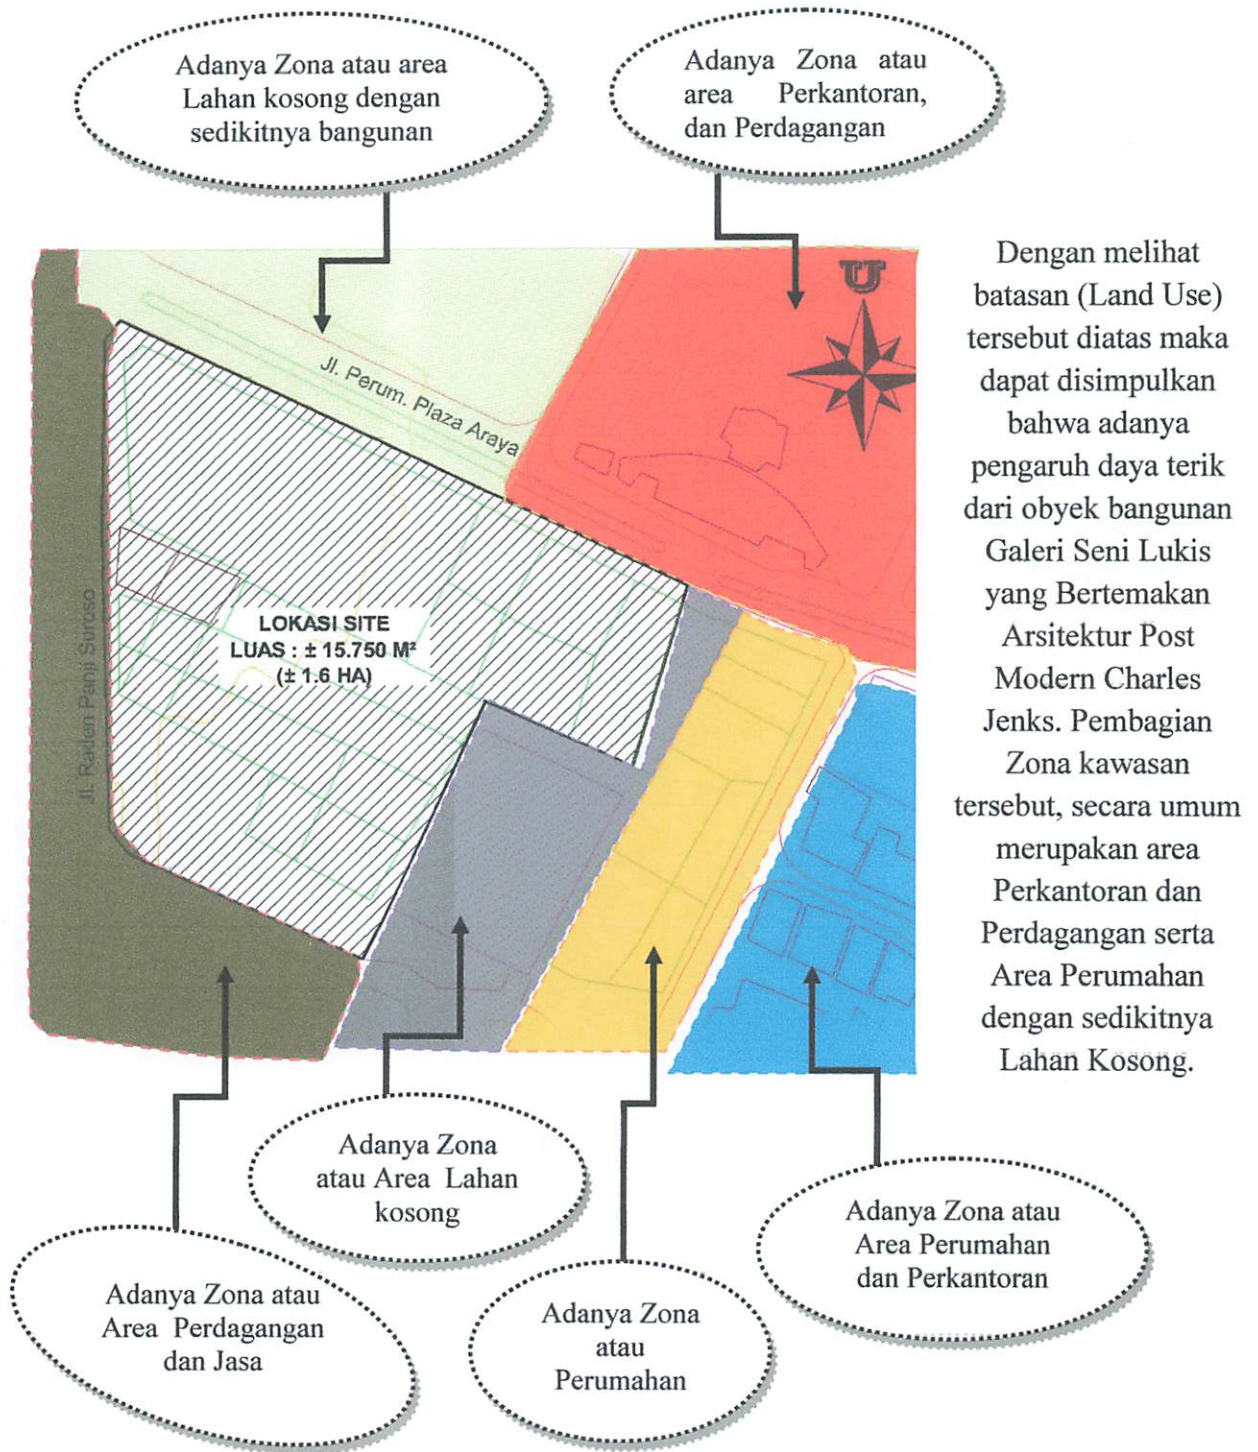 Adanya Zona atau area
Lahan kosong dengan
sedikitnya bangunan
Adanya Zona atau
area Perkantoran,
dan Perdagangan
U
Jl. Perum. Plaza Araya
Jl. Raden Panji Suroso
LOKASI SITE
LUAS : ± 15.750 M²
(± 1.6 HA)
Dengan melihat
batasan (Land Use)
tersebut diatas maka
dapat disimpulkan
bahwa adanya
pengaruh daya terik
dari obyek bangunan
Galeri Seni Lukis
yang Bertemakan
Arsitektur Post
Modern Charles
Jenks. Pembagian
Zona kawasan
tersebut, secara umum
merupakan area
Perkantoran dan
Perdagangan serta
Area Perumahan
dengan sedikitnya
Lahan Kosong.
Adanya Zona
atau Area Lahan
kosong
Adanya Zona atau
Area Perumahan
dan Perkantoran
Adanya Zona atau
Area Perdagangan
dan Jasa
Adanya Zona
atau
Perumahan